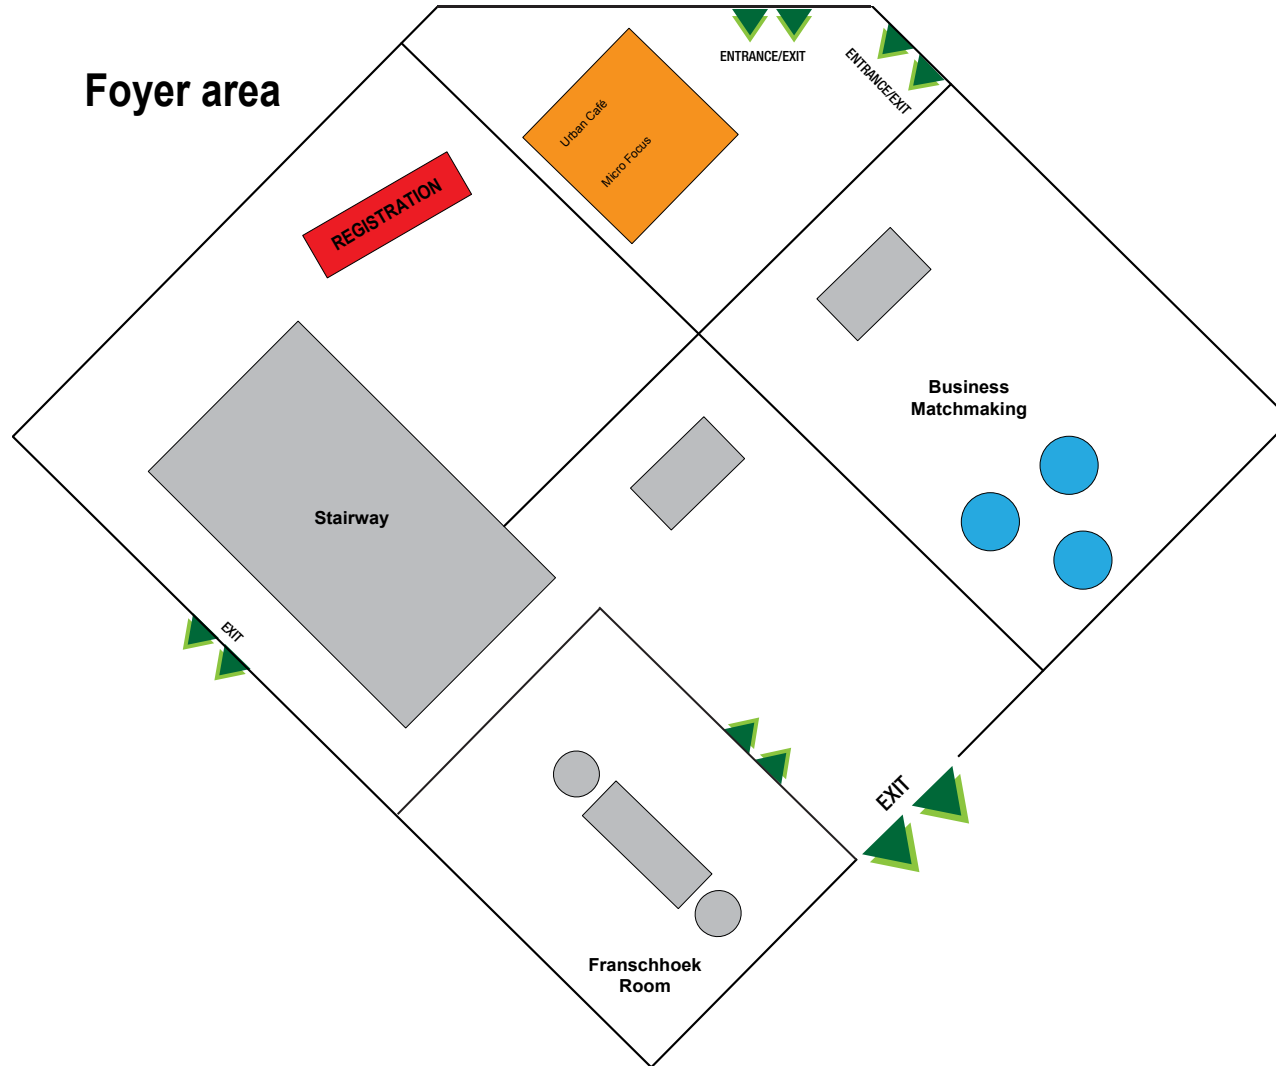 Foyer area
ENTRANCE/EXIT
ENTRANCE/EXIT
Urban Café
Micro Focus
REGISTRATION
Business
Matchmaking
Stairway
EXIT
EXIT
Franschhoek
Room